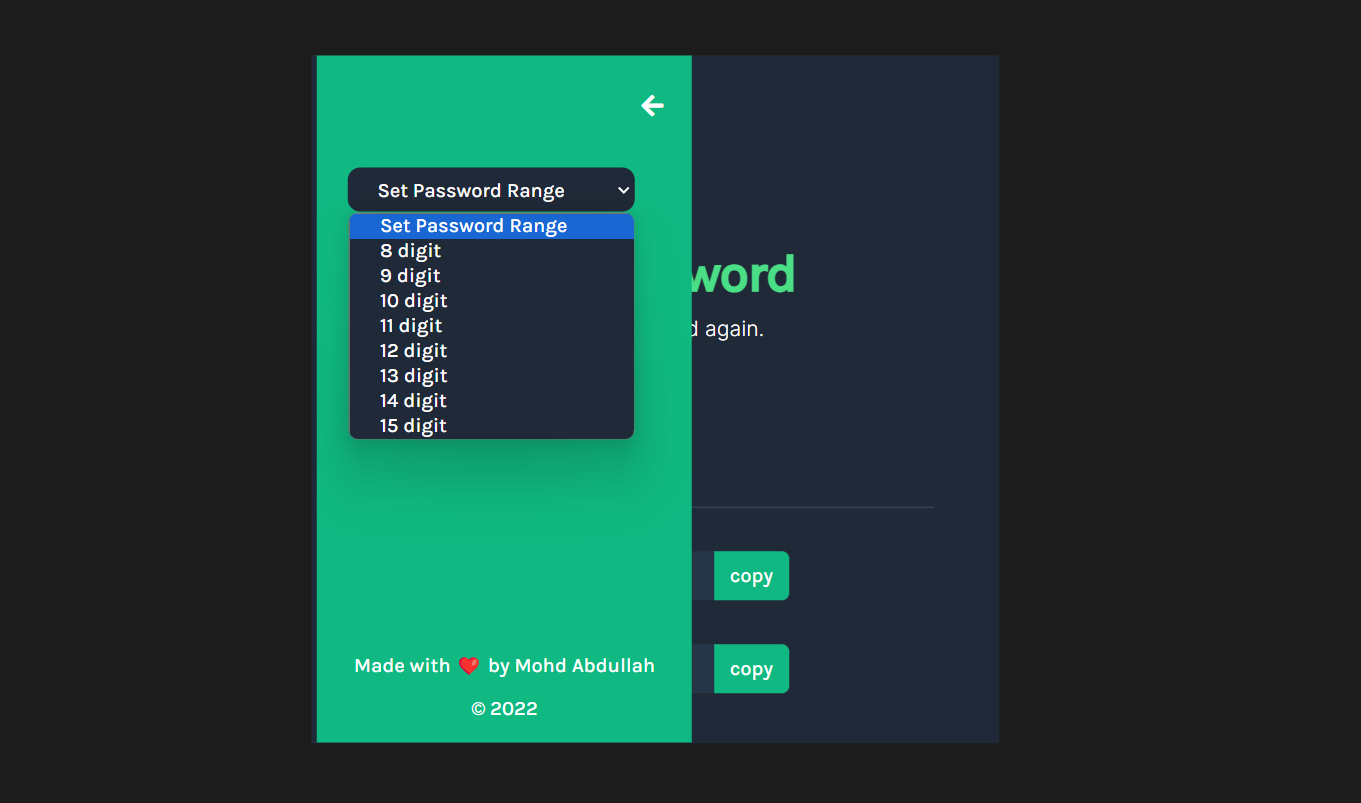 Set Password Range
Set Password Range
8 digit
9 digit
10 digit
11 digit
12 digit
13 digit
14 digit
15 digit
word
d again.
copy
copy
Made with ❤️ by Mohd Abdullah
© 2022